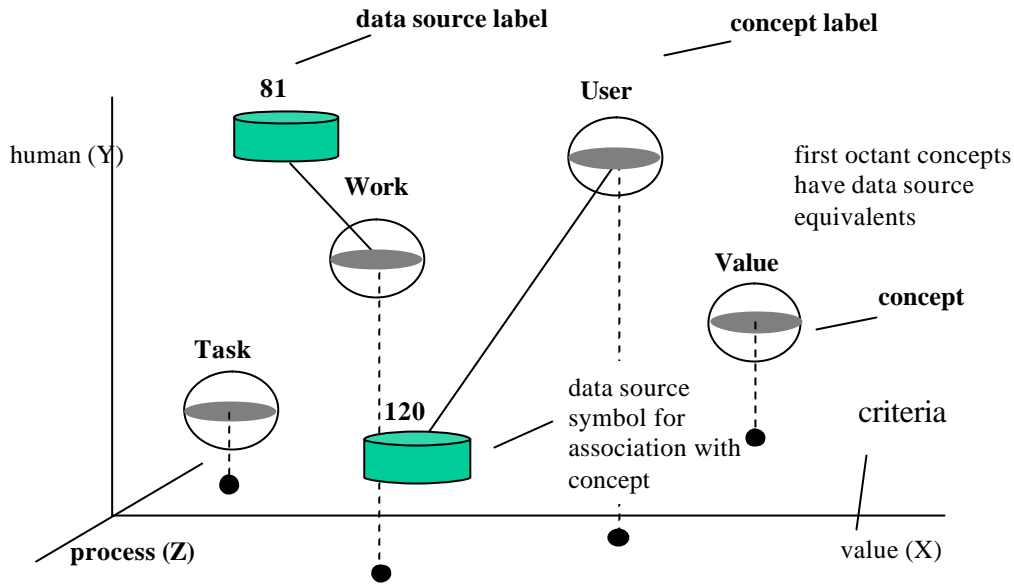 data source label
concept label
81
User
human (Y)
first octant concepts
have data source
equivalents
Work
Value
concept
Task
120
data source
symbol for
association with
concept
criteria
process (Z)
value (X)